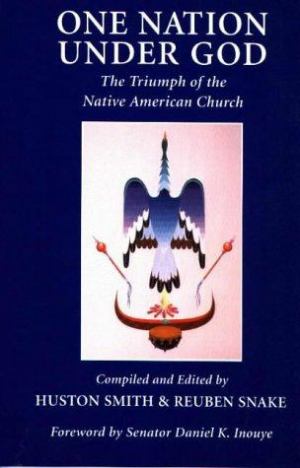 ONE NATION
UNDER GOD
The Triumph of the
Native American Church
Compiled and Edited by
HUSTON SMITH & REUBEN SNAKE
Foreword by Senator Daniel K. Inouye